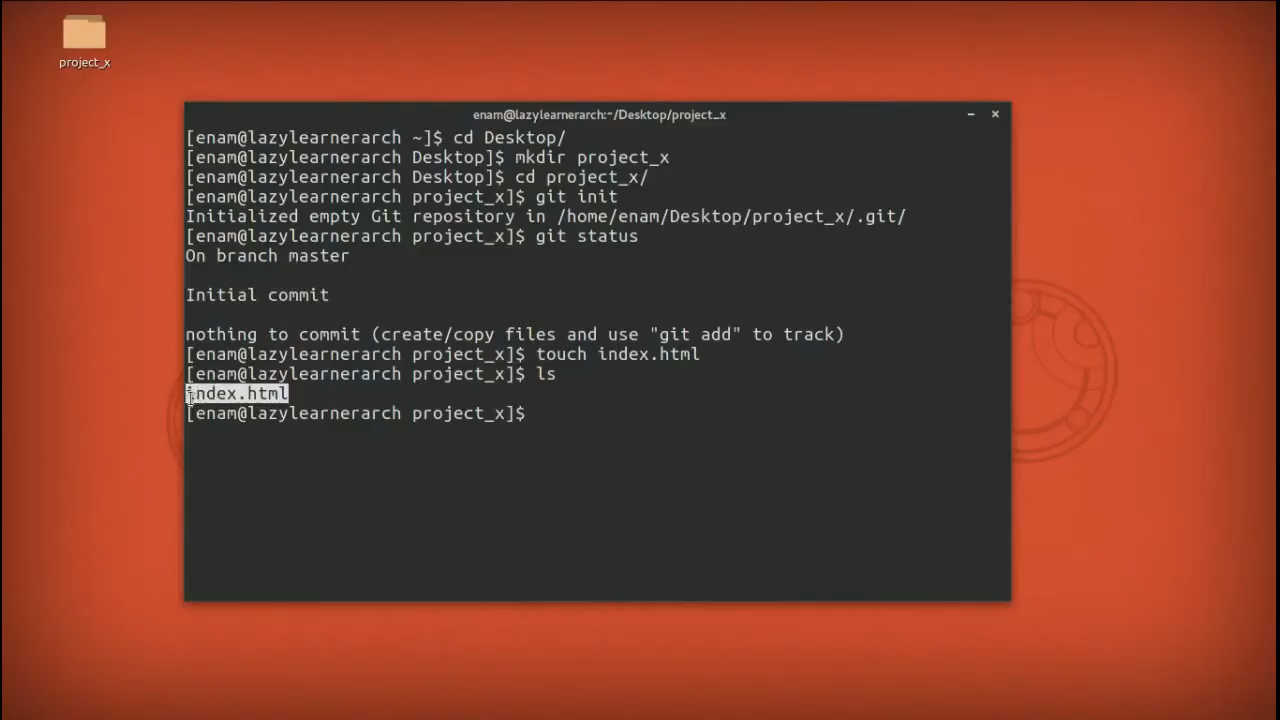 project_x
enam@lazylearnerarch:~/Desktop/project_x
[enam@lazylearnerarch ~]$ cd Desktop/
[enam@lazylearnerarch Desktop]$ mkdir project_x
[enam@lazylearnerarch Desktop]$ cd project_x/
[enam@lazylearnerarch project_x]$ git init
Initialized empty Git repository in /home/enam/Desktop/project_x/.git/
[enam@lazylearnerarch project_x]$ git status
On branch master
Initial commit
nothing to commit (create/copy files and use "git add" to track)
[enam@lazylearnerarch project_x]$ touch index.html
[enam@lazylearnerarch project_x]$ ls
index.html
[enam@lazylearnerarch project_x]$